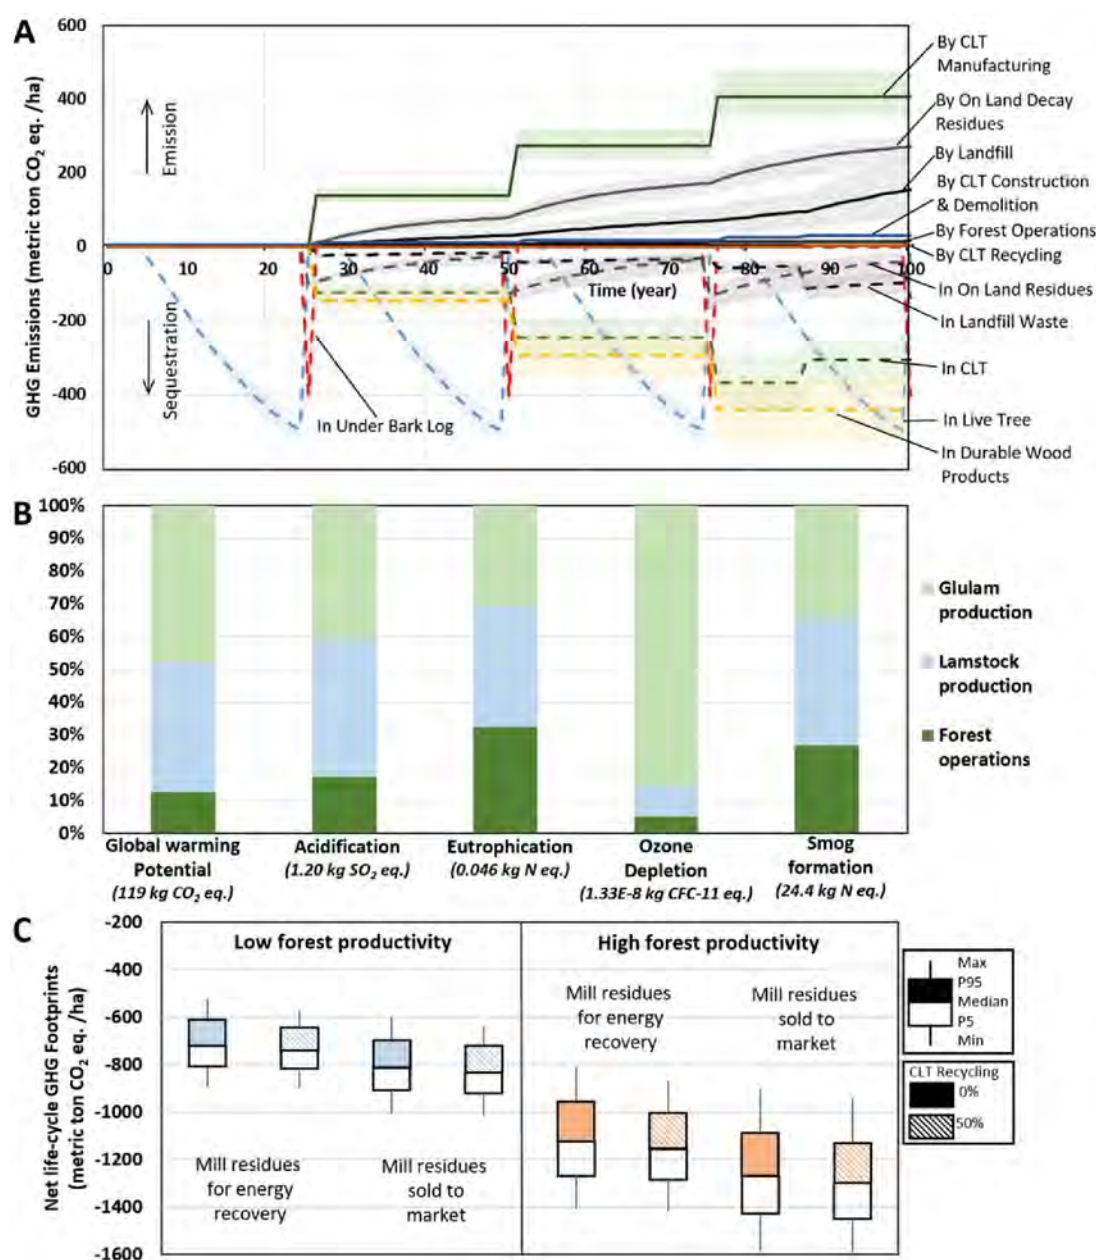 A
600
400
200
0
-200
-400
-600
GHG Emissions (metric ton CO₂ eq. /ha)
Emission
Sequestration
0 20 30 50 60 80 90 100
Time (year)
In Under Bark Log
By CLT
Manufacturing
By On Land Decay
Residues
By Landfill
By CLT Construction
& Demolition
By Forest Operations
By CLT Recycling
In On Land Residues
In Landfill Waste
In CLT
In Live Tree
In Durable Wood
Products
B
100%
90%
80%
70%
60%
50%
40%
30%
20%
10%
0%
Global warming
Potential
(119 kg CO₂ eq.)
Acidification
(1.20 kg SO₂ eq.)
Eutrophication
(0.046 kg N eq.)
Ozone
Depletion
(1.33E-8 kg CFC-11 eq.)
Smog
formation
(24.4 kg N eq.)
Glulam
production
Lamstock
production
Forest
operations
C
-200
-400
-600
-800
-1000
-1200
-1400
-1600
Net life-cycle GHG Footprints
(metric ton CO₂ eq. /ha)
Low forest productivity
Mill residues
for energy
recovery
Mill residues
sold to
market
High forest productivity
Mill residues
for energy
recovery
Mill residues
sold to
market
Max
P95
Median
P5
Min
CLT Recycling
0%
50%